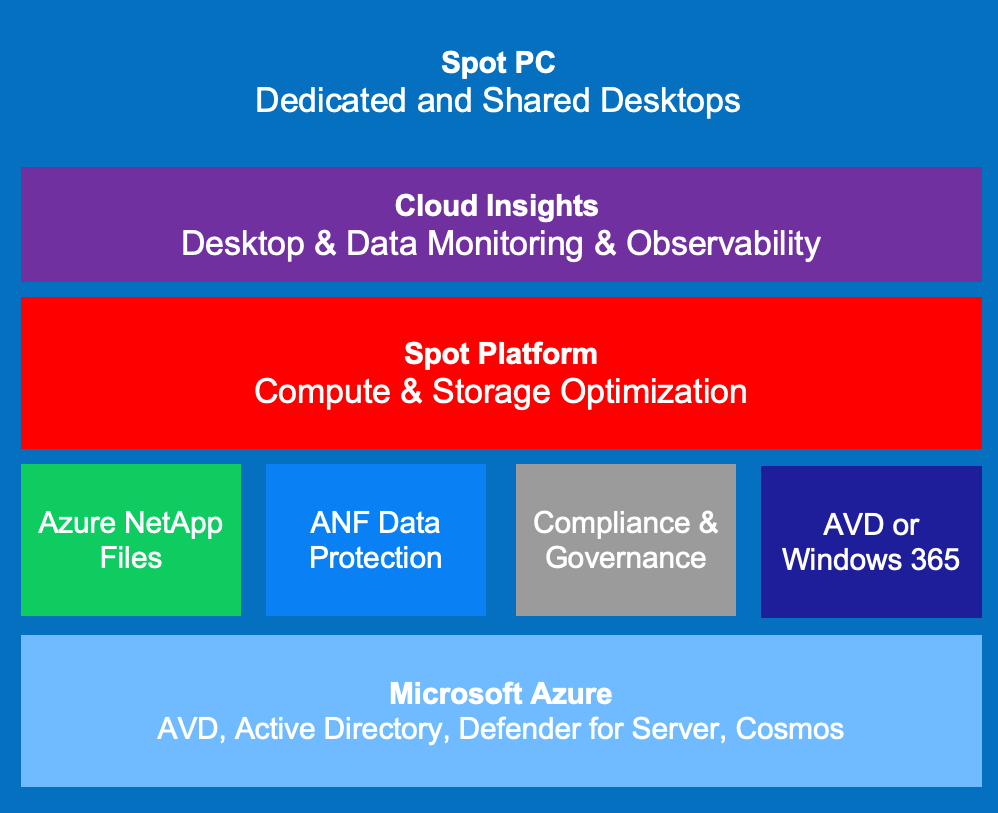 Spot PC
Dedicated and Shared Desktops
Cloud Insights
Desktop & Data Monitoring & Observability
Spot Platform
Compute & Storage Optimization
Azure NetApp
Files
ANF Data
Protection
Compliance &
Governance
AVD or
Windows 365
Microsoft Azure
AVD, Active Directory, Defender for Server, Cosmos